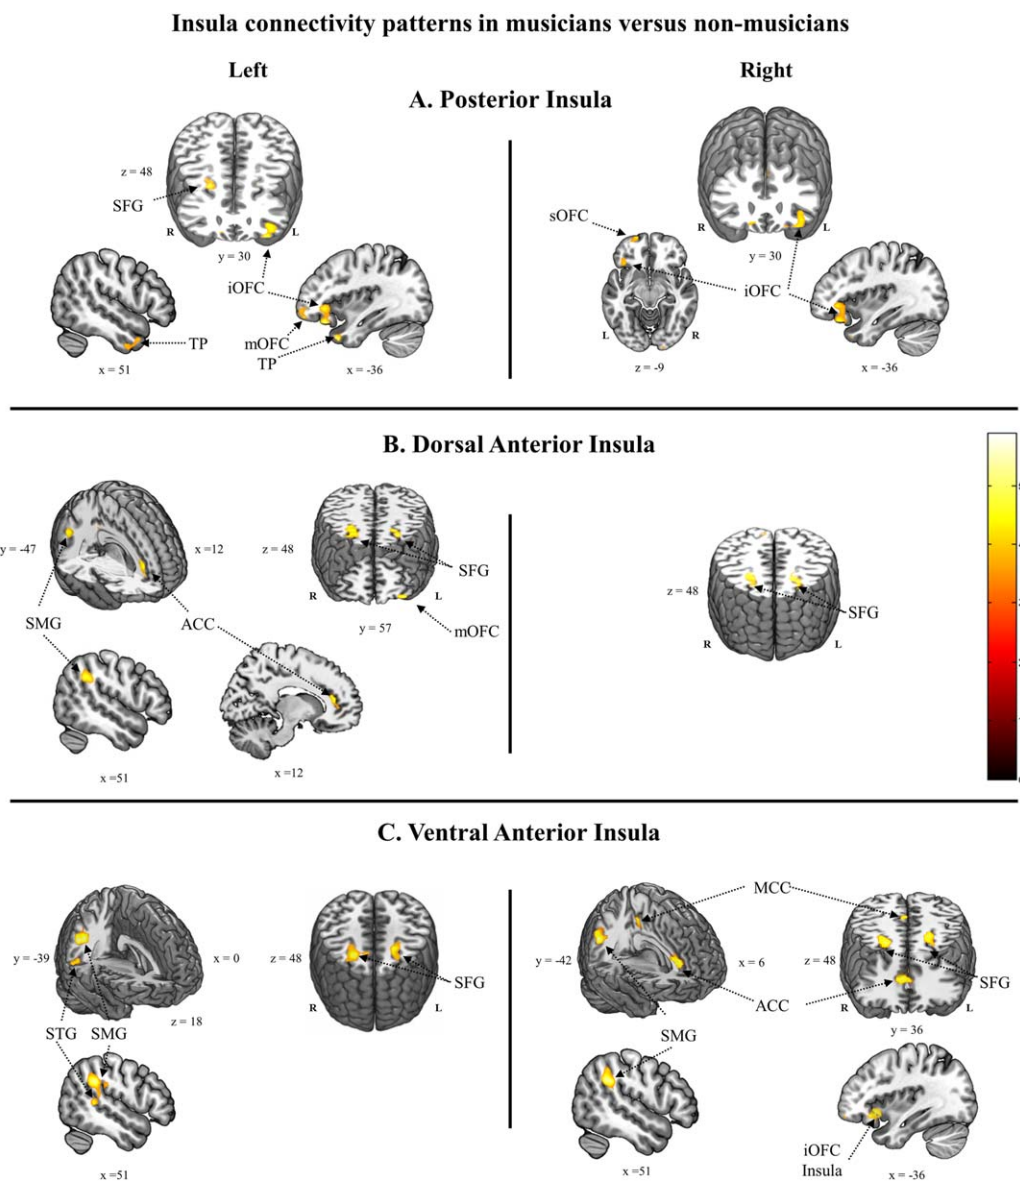 Insula connectivity patterns in musicians versus non-musicians
Left
Right
A. Posterior Insula
z = 48
SFG
R
L
y = 30
iOFC
mOFC
TP
TP
x = 51
x = -36
sOFC
R
L
y = 30
iOFC
L
R
z = -9
x = -36
B. Dorsal Anterior Insula
y = -47
x =12
z = 48
SFG
R
L
mOFC
y = 57
SMG
ACC
x =51
x =12
z = 48
SFG
R
L
C. Ventral Anterior Insula
y = -39
x = 0
z = 18
z = 48
SFG
R
L
STG
SMG
x =51
MCC
y = -42
x = 6
z = 48
SFG
ACC
R
L
y = 36
SMG
x =51
iOFC
Insula
x = -36